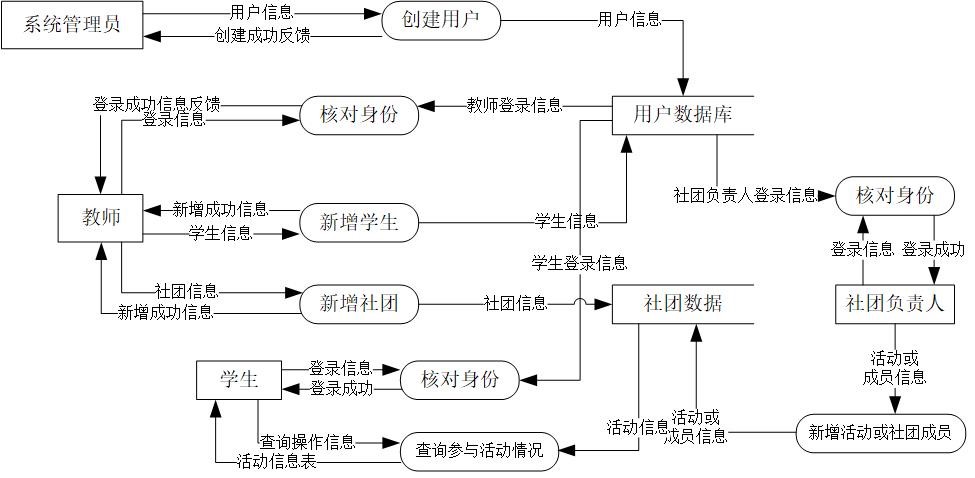 系统管理员
用户信息
创建成功反馈
创建用户
用户信息
登录成功信息反馈
登录信息
核对身份
教师登录信息
用户数据库
教师
新增成功信息
学生信息
新增学生
学生信息
社团负责人登录信息
核对身份
登录信息
登录成功
学生登录信息
社团信息
新增成功信息
新增社团
社团信息
社团数据
社团负责人
学生
登录信息
登录成功
核对身份
活动或
成员信息
查询操作信息
活动信息表
查询参与活动情况
活动信息
活动或
成员信息
新增活动或社团成员